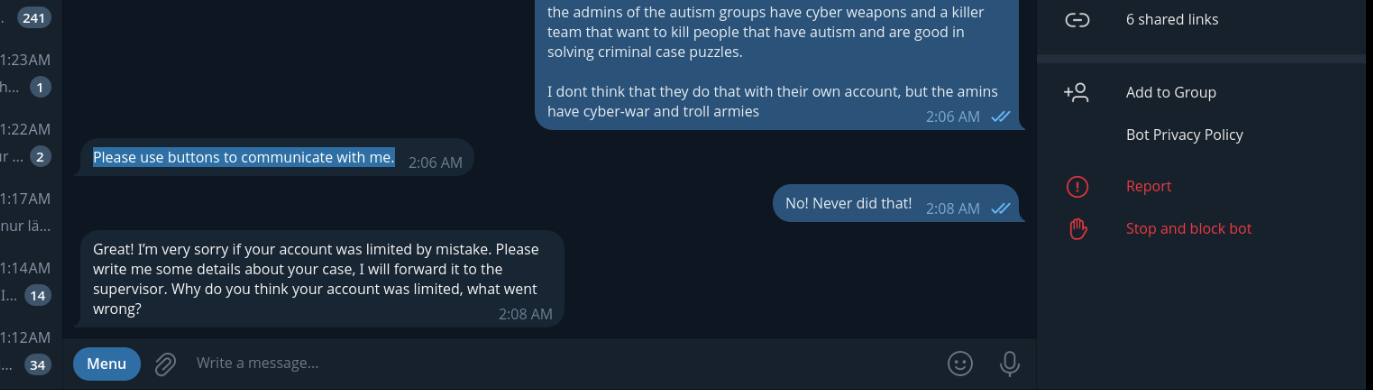 241
1:23AM
h... 1
1:22AM
ur ... 2
1:17AM
nur lä...
1:14AM
I... 14
1:12AM
... 34
the admins of the autism groups have cyber weapons and a killer
team that want to kill people that have autism and are good in
solving criminal case puzzles.
I dont think that they do that with their own account, but the amins
have cyber-war and troll armies
2:06 AM
Please use buttons to communicate with me. 2:06 AM
No! Never did that! 2:08 AM
Great! I'm very sorry if your account was limited by mistake. Please
write me some details about your case, I will forward it to the
supervisor. Why do you think your account was limited, what went
wrong?
2:08 AM
Menu
Write a message...
6 shared links
Add to Group
Bot Privacy Policy
Report
Stop and block bot